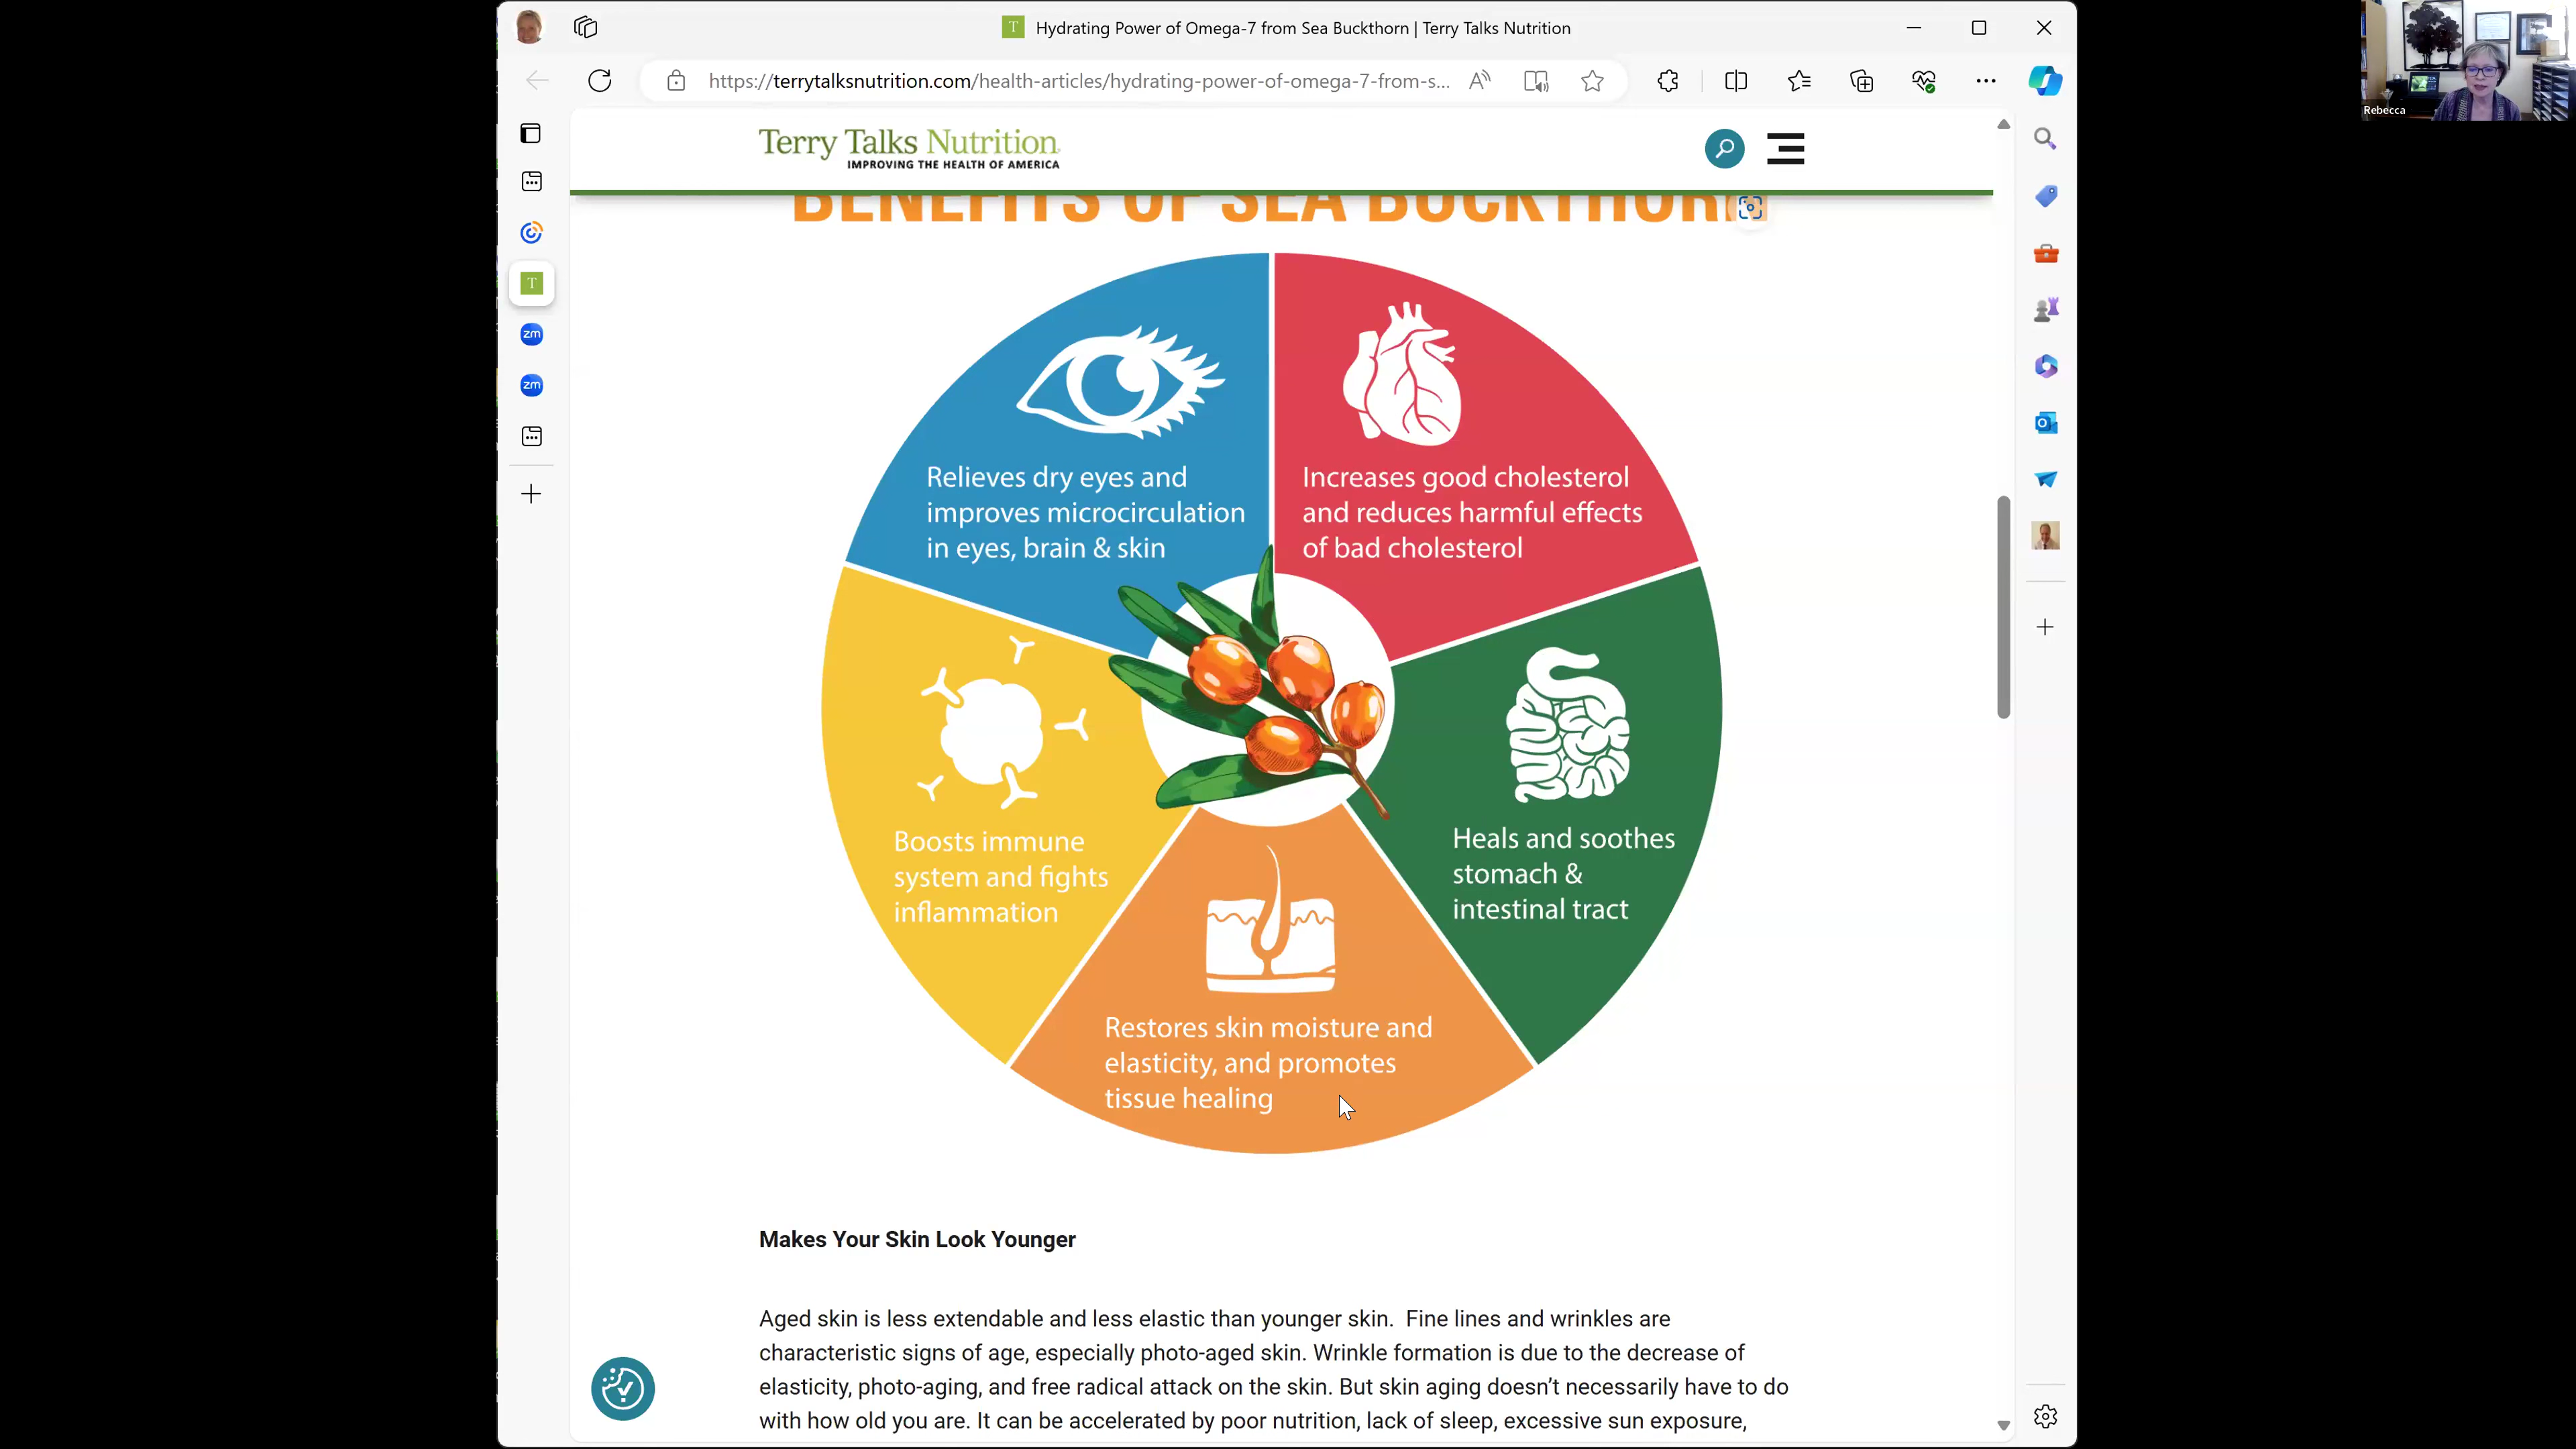 T Hydrating Power of Omega-7 from Sea Buckthorn | Terry Talks Nutrition
https://terrytalksnutrition.com/health-articles/hydrating-power-of-omega-7-from-s...
Rebecca
Terry Talks Nutrition
IMPROVING THE HEALTH OF AMERICA
T
zm
zm
BENEFITS OF SEA BUCKTHORN
Relieves dry eyes and
improves microcirculation
in eyes, brain & skin
Increases good cholesterol
and reduces harmful effects
of bad cholesterol
Boosts immune
system and fights
inflammation
Heals and soothes
stomach &
intestinal tract
Restores skin moisture and
elasticity, and promotes
tissue healing
Makes Your Skin Look Younger
Aged skin is less extendable and less elastic than younger skin.  Fine lines and wrinkles are
characteristic signs of age, especially photo-aged skin. Wrinkle formation is due to the decrease of
elasticity, photo-aging, and free radical attack on the skin. But skin aging doesn’t necessarily have to do
with how old you are. It can be accelerated by poor nutrition, lack of sleep, excessive sun exposure,